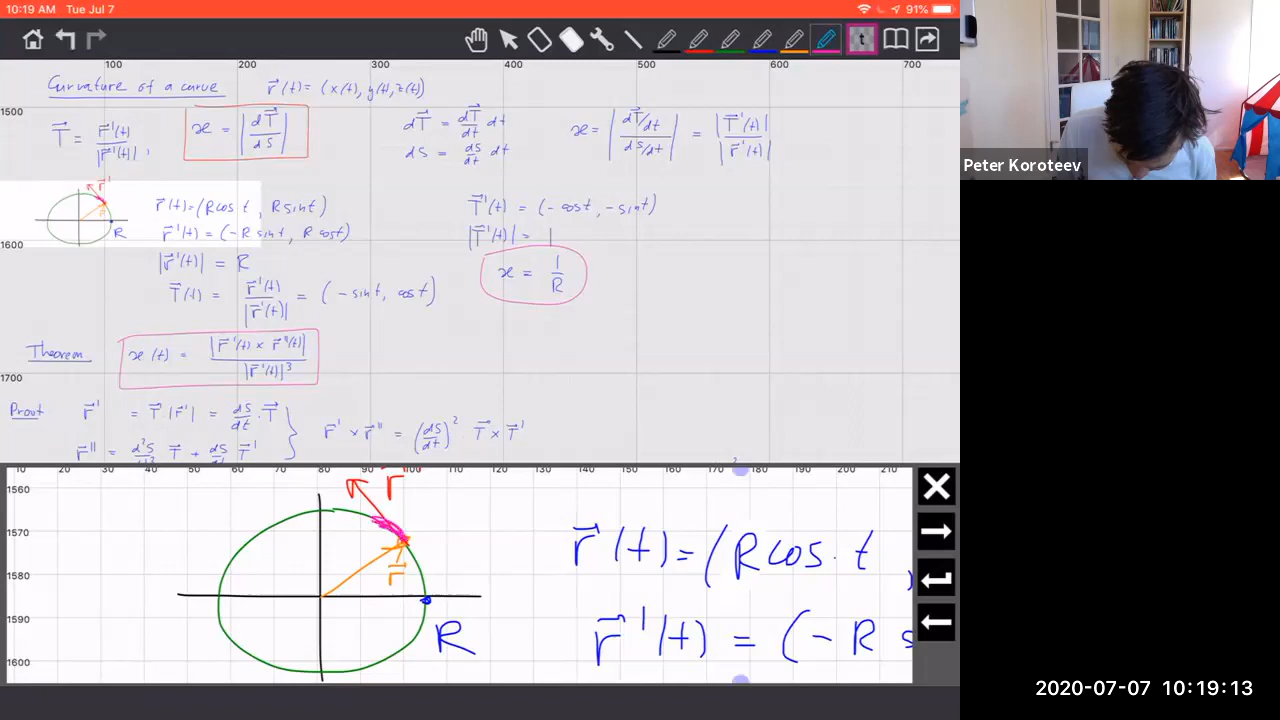 10:19 AM Tue Jul 7
91%
100 200 300 400 500 600 700
Curvature of a curve r⃗(t) = (x(t), y(t), z(t))
1500
T⃗ = r⃗'(t) / |r⃗'(t)| , ϰ = |dT⃗ / dS| dT⃗ = dT⃗/dt dt ϰ = |dT⃗/dt / dS/dt| = |T⃗'(t)| / |r⃗'(t)|
dS = dS/dt dt
r⃗' r⃗ R
r⃗(t) = (R cos t, R sin t) T⃗'(t) = (- cos t, - sin t)
r⃗'(t) = (-R sin t, R cos t) |T⃗'(t)| = 1
1600
|r⃗'(t)| = R ϰ = 1/R
T⃗(t) = r⃗'(t) / |r⃗'(t)| = (- sin t, cos t)
Theorem ϰ(t) = |r⃗'(t) × r⃗''(t)| / |r⃗'(t)|³
1700
Proof r⃗' = T⃗·|r⃗'| = dS/dt · T⃗
r⃗'' = d²S/dt² T⃗ + dS/dt T⃗' } r⃗' × r⃗'' = (dS/dt)² T⃗ × T⃗'
10 20 30 40 50 60 70 80 90 100 110 120 130 140 150 160 170 180 190 200 210
1560
1570
1580
1590
1600
r⃗
r⃗
R
r⃗(t) = (R cos t
,
r⃗'(t) = (- R s
Peter Koroteev
2020-07-07 10:19:13